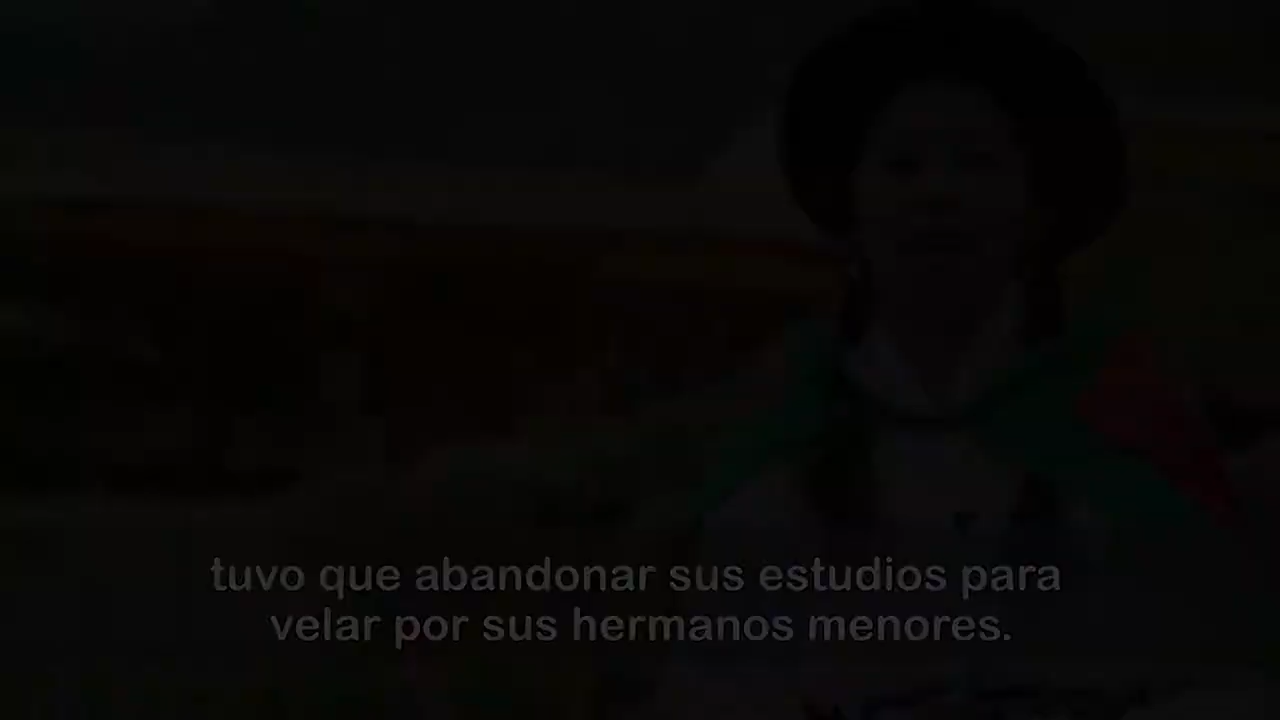 tuvo que abandonar sus estudios para
velar por sus hermanos menores.